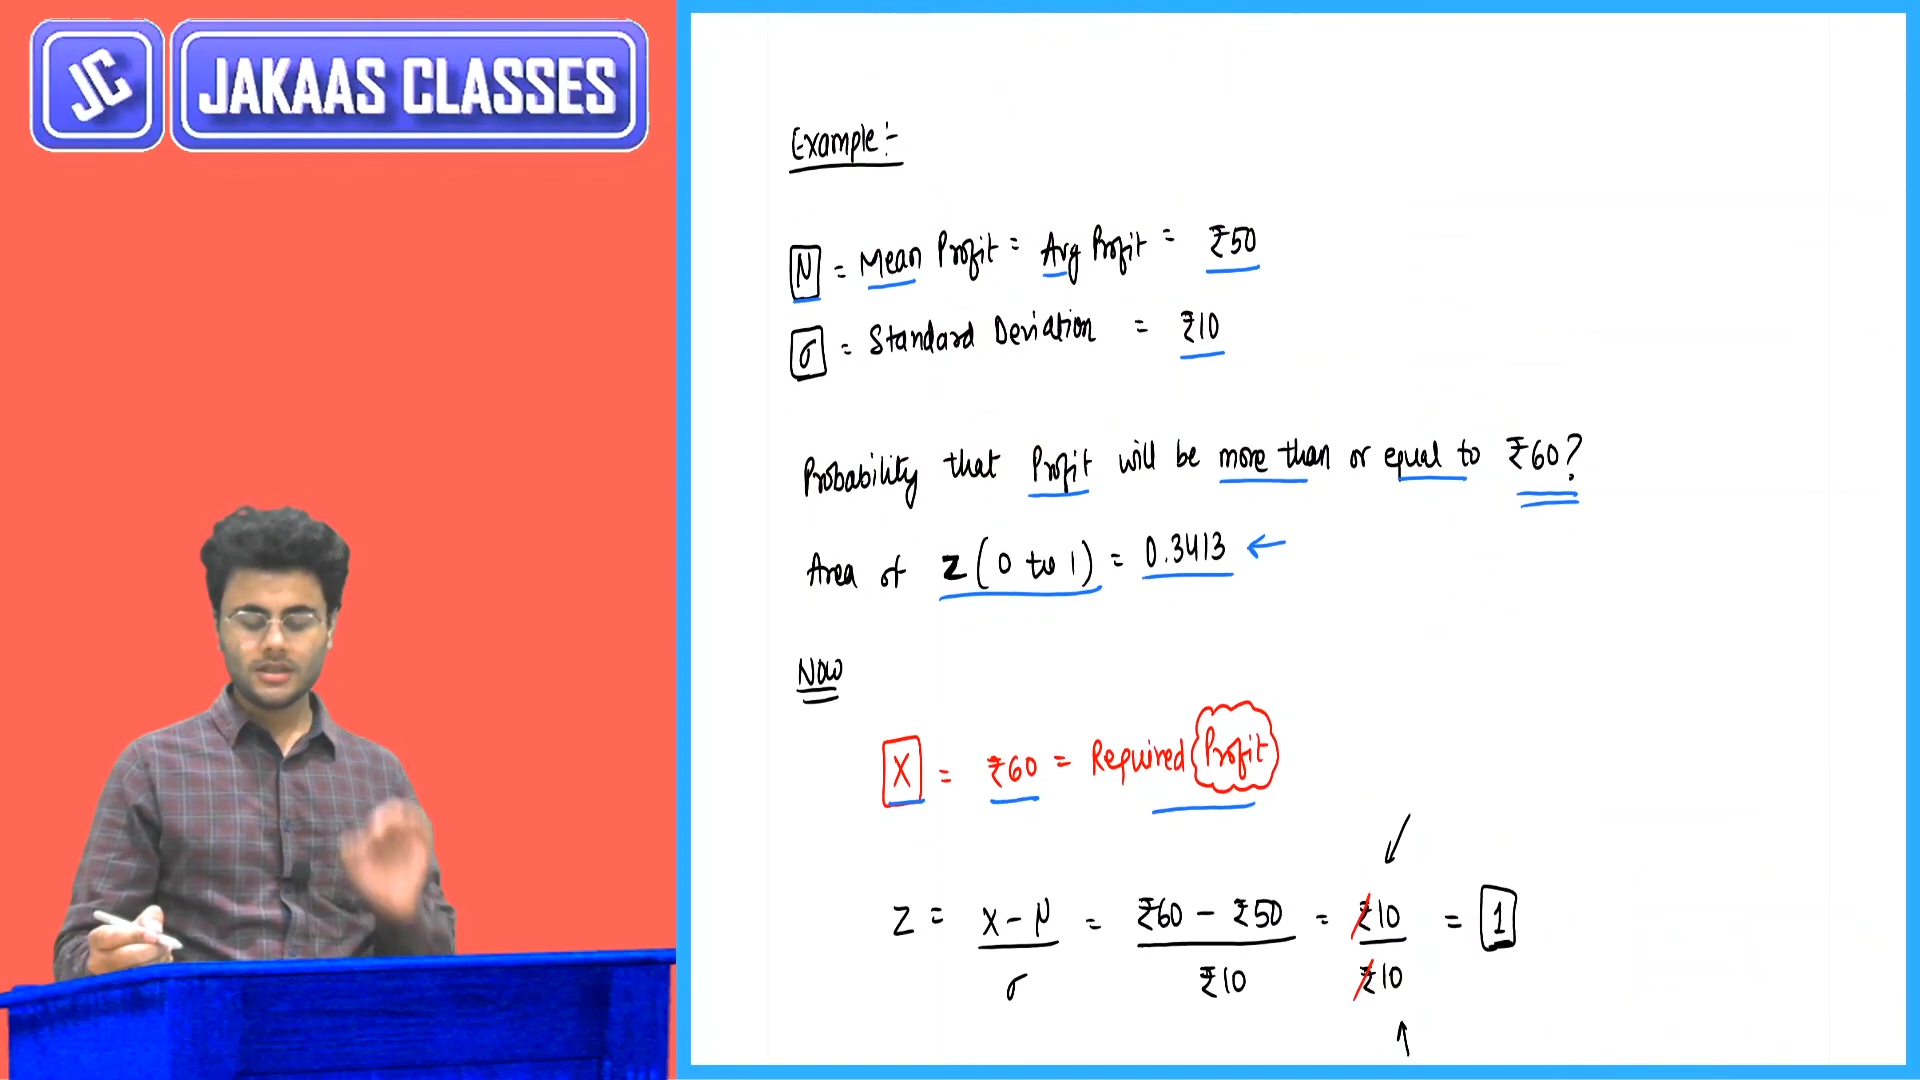 JC JAKAAS CLASSES
Example:-
μ = Mean Profit = Avg Profit = ₹50
σ = Standard Deviation = ₹10
Probability that Profit will be more than or equal to ₹60?
Area of Z (0 to 1) = 0.3413 ←
Now
X = ₹60 = Required Profit
Z = X - μ / σ = ₹60 - ₹50 / ₹10 = ₹10 / ₹10 = 1